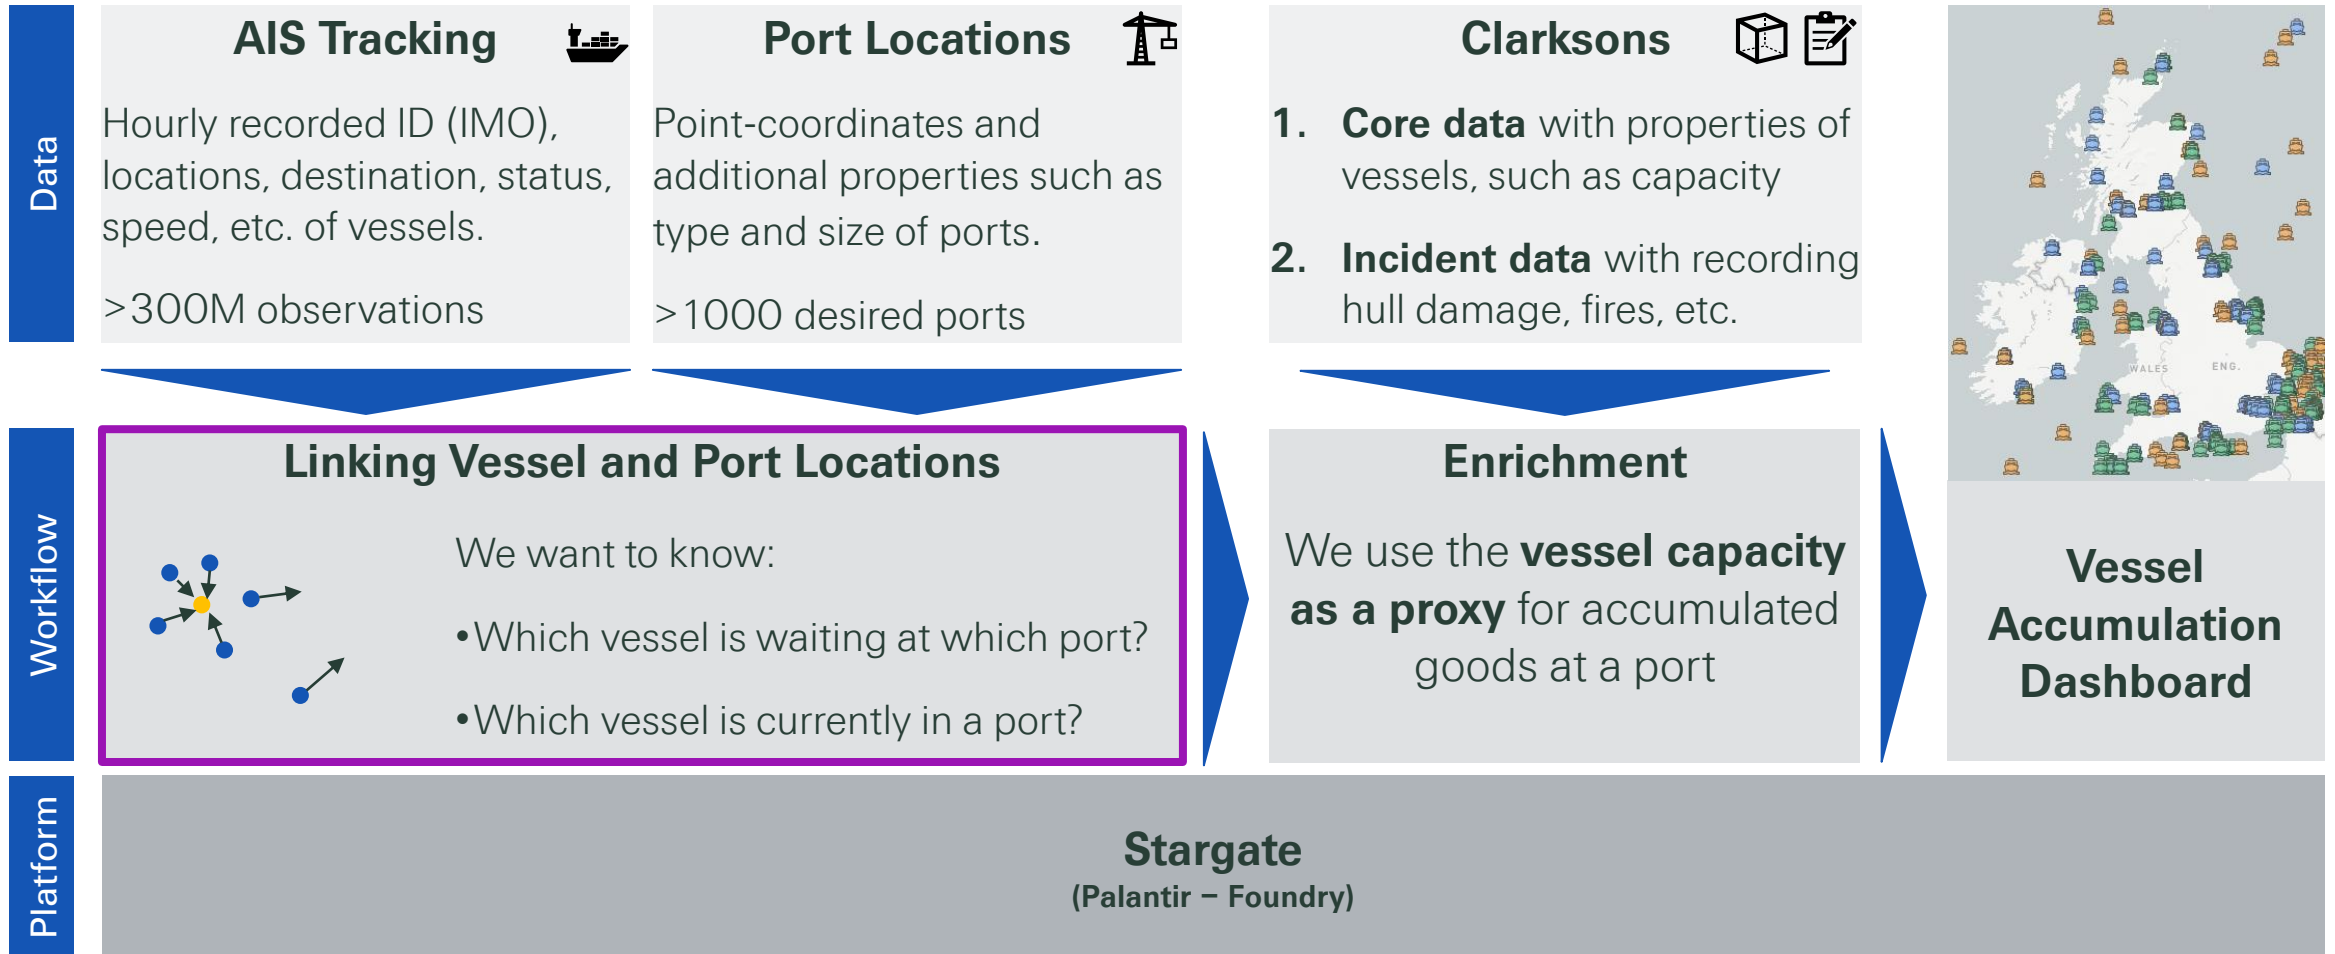 Data
AIS Tracking
Hourly recorded ID (IMO),
locations, destination, status,
speed, etc. of vessels.
>300M observations
Port Locations
Point-coordinates and
additional properties such as
type and size of ports.
>1000 desired ports
Clarksons
1. Core data with properties of
vessels, such as capacity
2. Incident data with recording
hull damage, fires, etc.
WALES
ENG.
Workflow
Linking Vessel and Port Locations
We want to know:
•Which vessel is waiting at which port?
•Which vessel is currently in a port?
Enrichment
We use the vessel capacity
as a proxy for accumulated
goods at a port
Vessel
Accumulation
Dashboard
Platform
Stargate
(Palantir – Foundry)